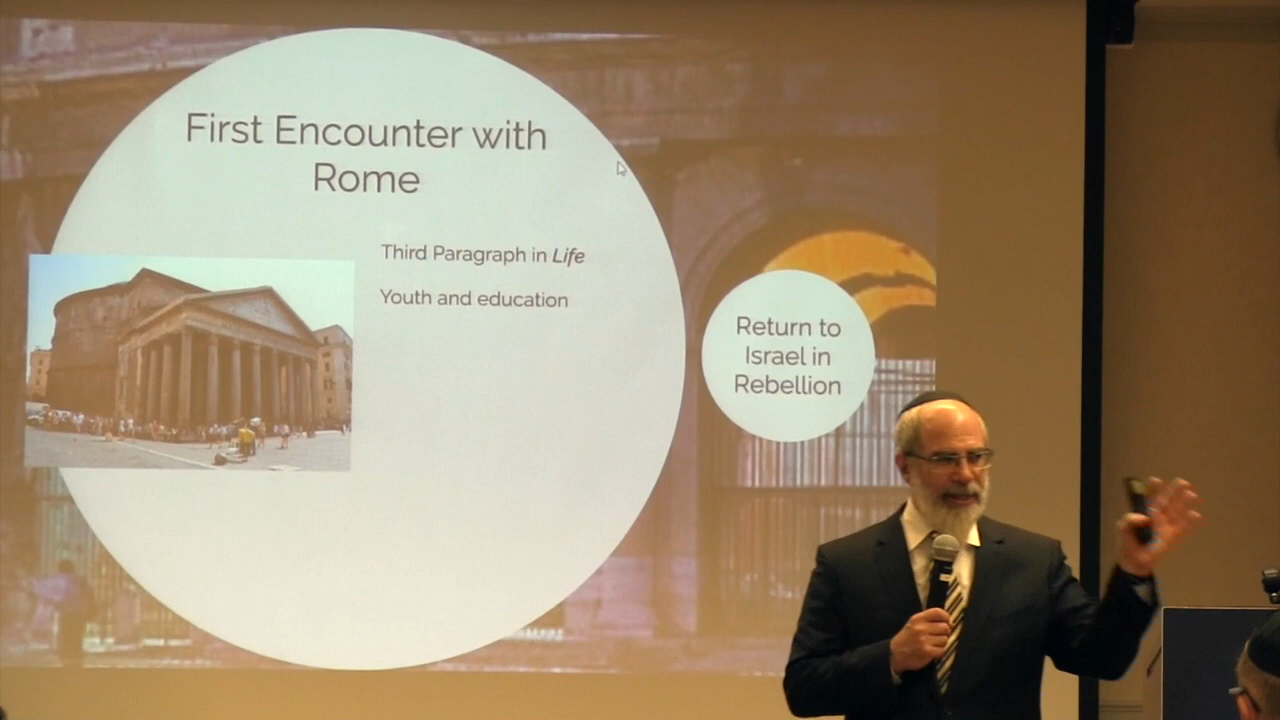 First Encounter with
Rome
Third Paragraph in Life
Youth and education
Return to
Israel in
Rebellion